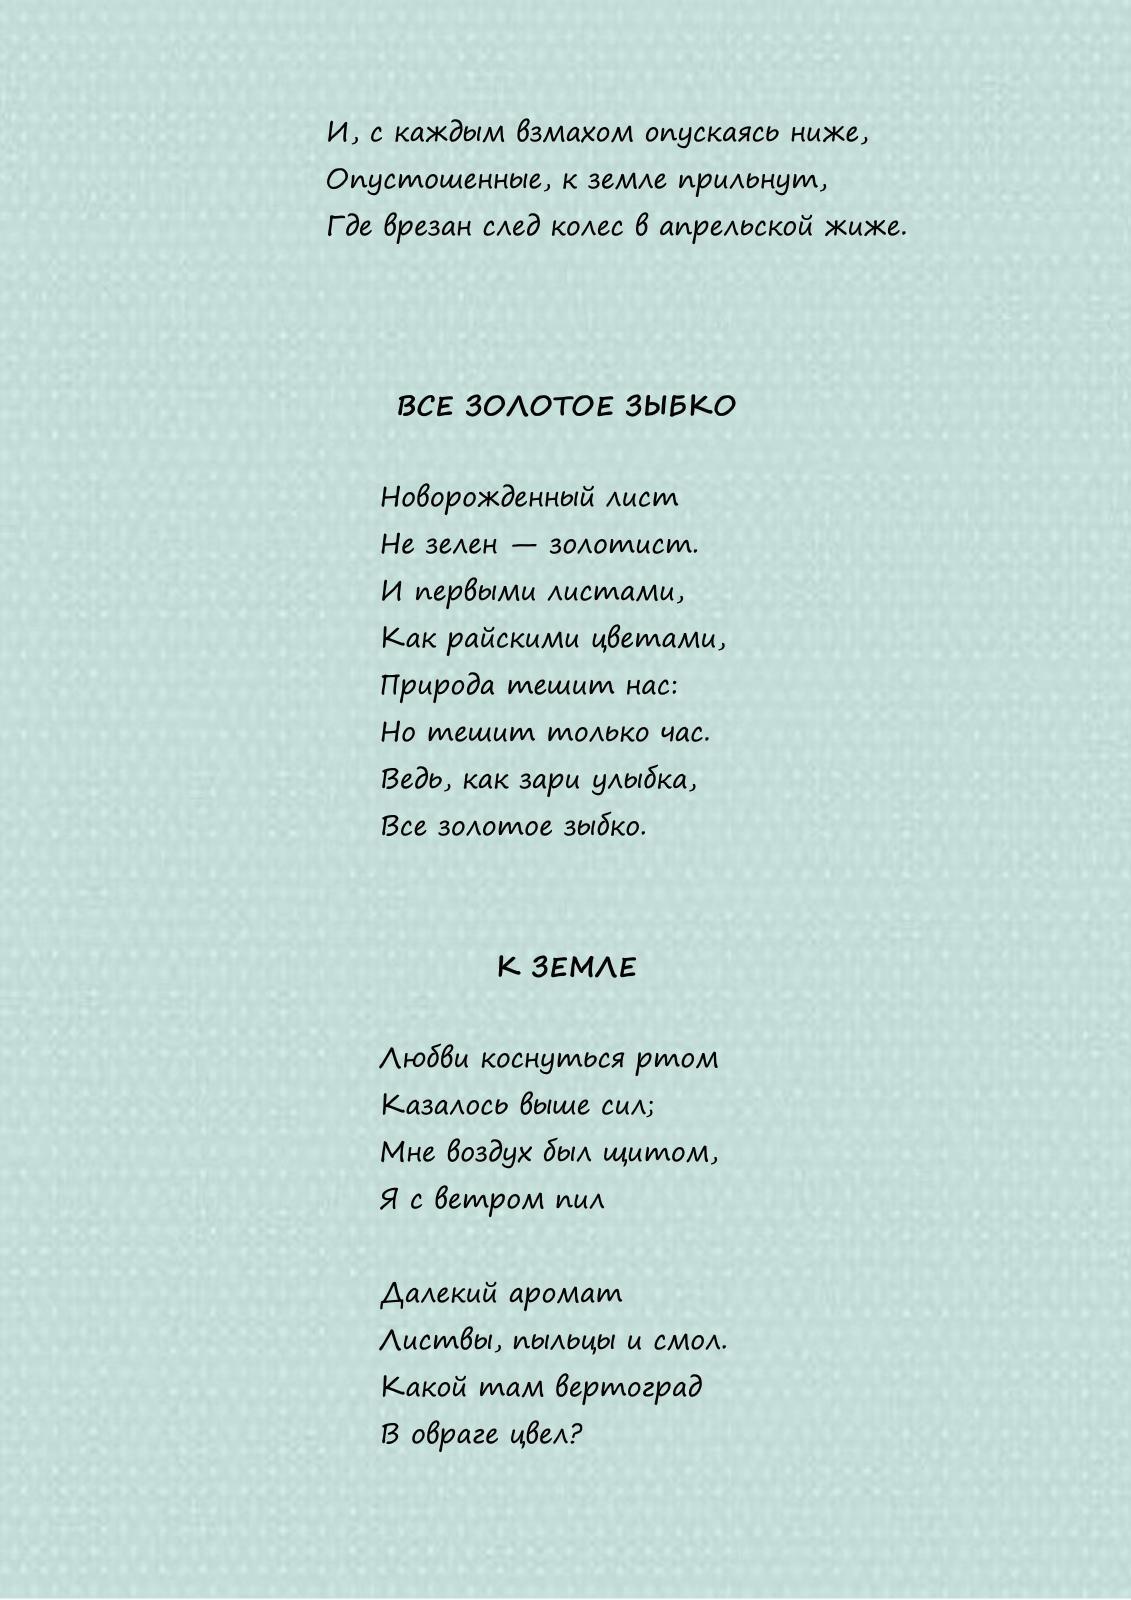 И, с каждым взмахом опускаясь ниже,
Опустошенные, к земле прильнут,
Где врезан след колес в апрельской жиже.
ВСЕ ЗОЛОТОЕ ЗЫБКО
Новорожденный лист
Не зелен — золотист.
И первыми листами,
Как райскими цветами,
Природа тешит нас:
Но тешит только час.
Ведь, как зари улыбка,
Все золотое зыбко.
К ЗЕМЛЕ
Любви коснуться ртом
Казалось выше сил;
Мне воздух был щитом,
Я с ветром пил
Далекий аромат
Листвы, пыльцы и смол.
Какой там вертоград
В овраге цвел?